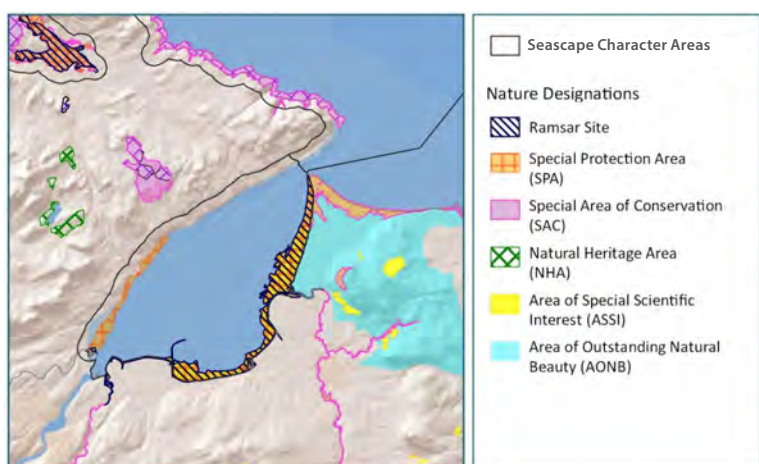 Seascape Character Areas
Nature Designations
Ramsar Site
Special Protection Area
(SPA)
Special Area of Conservation
(SAC)
Natural Heritage Area
(NHA)
Area of Special Scientific
Interest (ASSI)
Area of Outstanding Natural
Beauty (AONB)